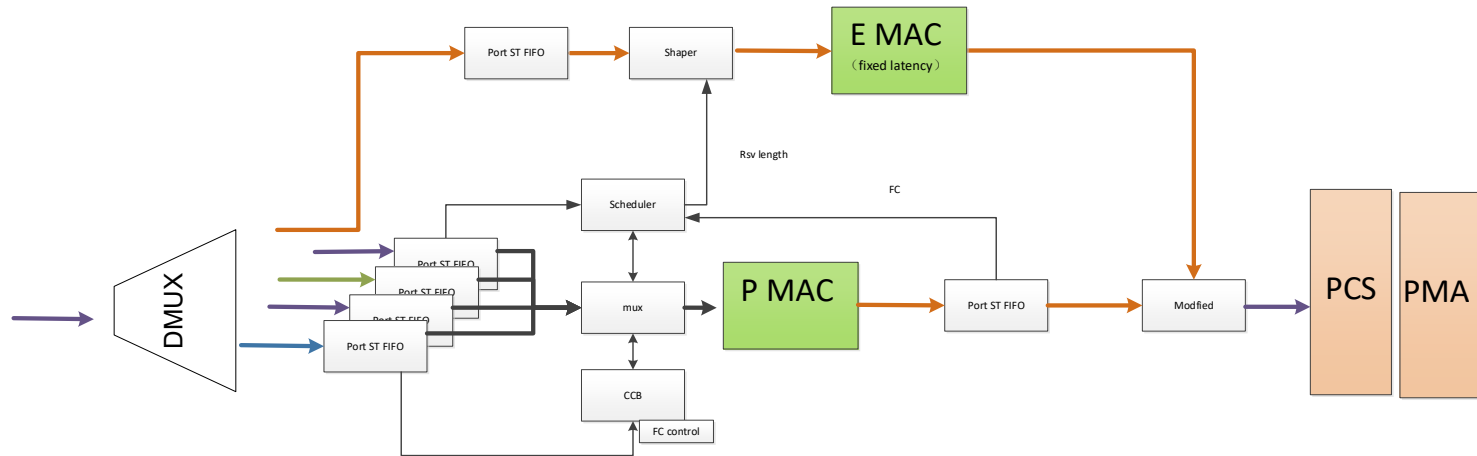 Port ST FIFO
Shaper
E MAC
（fixed latency）
Rsv length
Scheduler
FC
DMUX
Port ST FIFO
Port ST FIFO
Port ST FIFO
Port ST FIFO
mux
P MAC
Port ST FIFO
Modfied
PCS
PMA
CCB
FC control